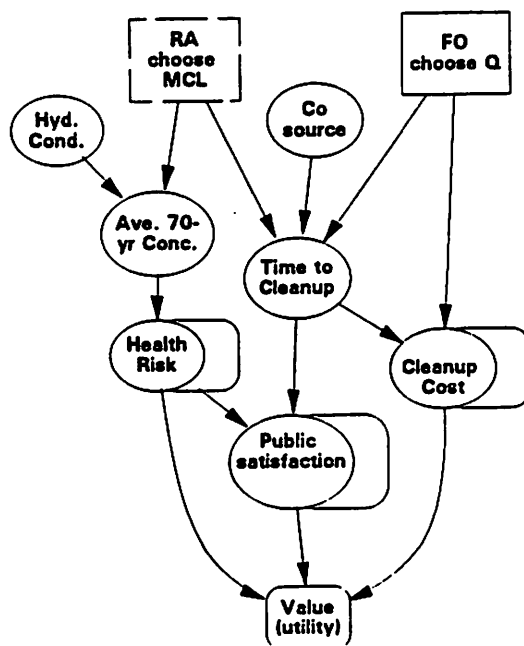 RA
choose
MCL
FO
choose Q
Hyd.
Cond.
Co
source
Ave. 70-
yr Conc.
Time to
Cleanup
Health
Risk
Cleanup
Cost
Public
satisfaction
Value
(utility)